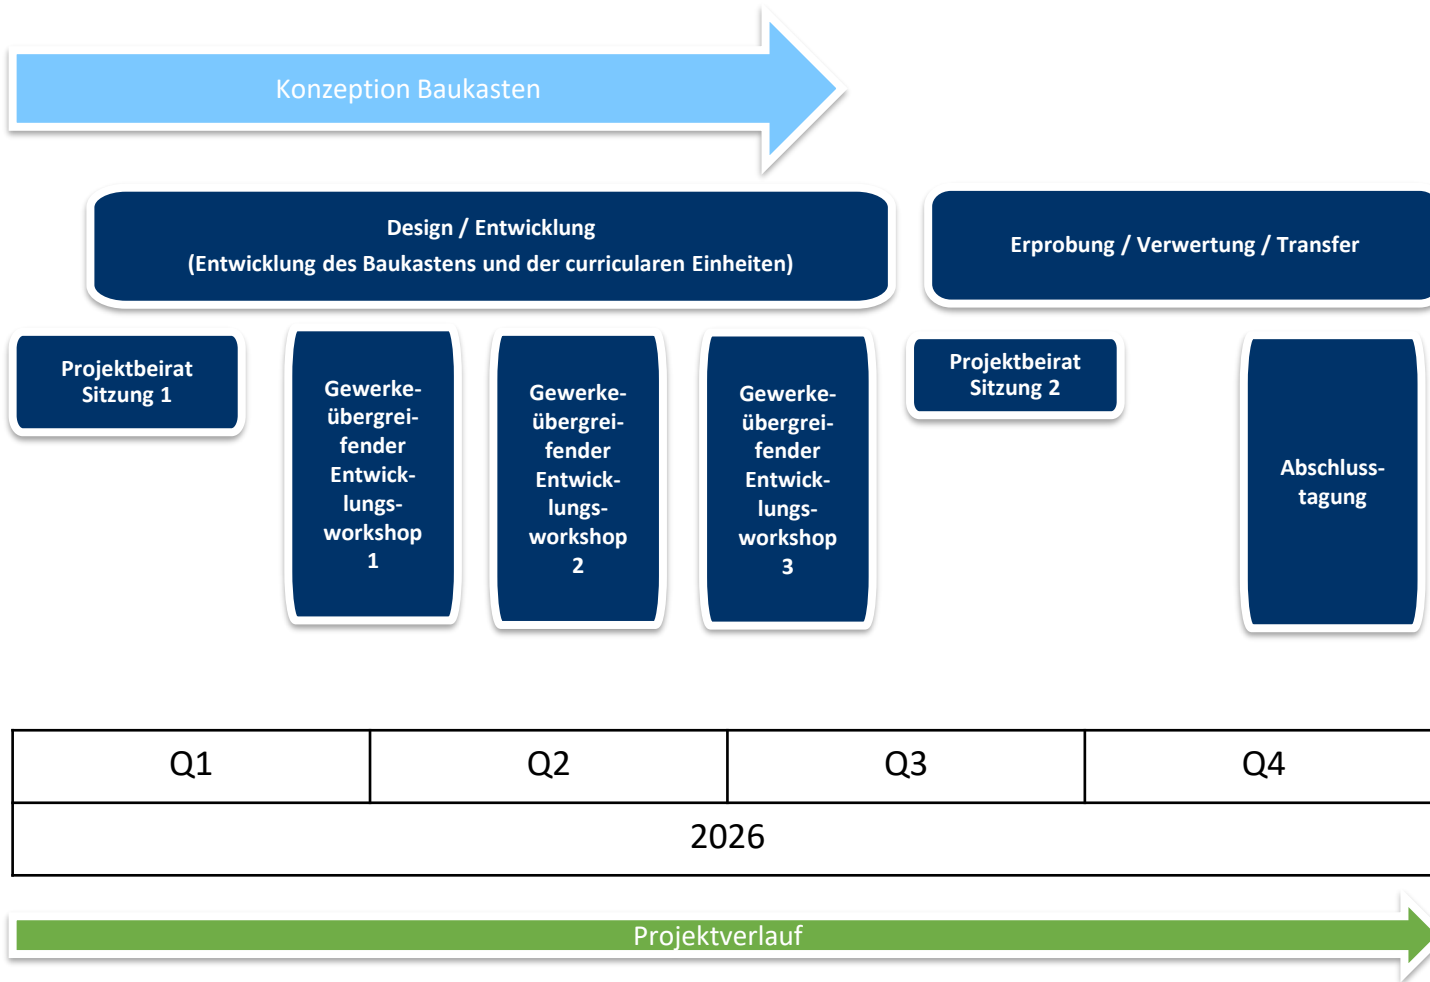 Konzeption Baukasten
Design / Entwicklung
(Entwicklung des Baukastens und der curricularen Einheiten)
Erprobung / Verwertung / Transfer
Projektbeirat
Sitzung 1
Gewerke-
übergrei-
fender
Entwick-
lungs-
workshop
1
Gewerke-
übergrei-
fender
Entwick-
lungs-
workshop
2
Gewerke-
übergrei-
fender
Entwick-
lungs-
workshop
3
Projektbeirat
Sitzung 2
Abschluss-
tagung
Q1
Q2
Q3
Q4
2026
Projektverlauf